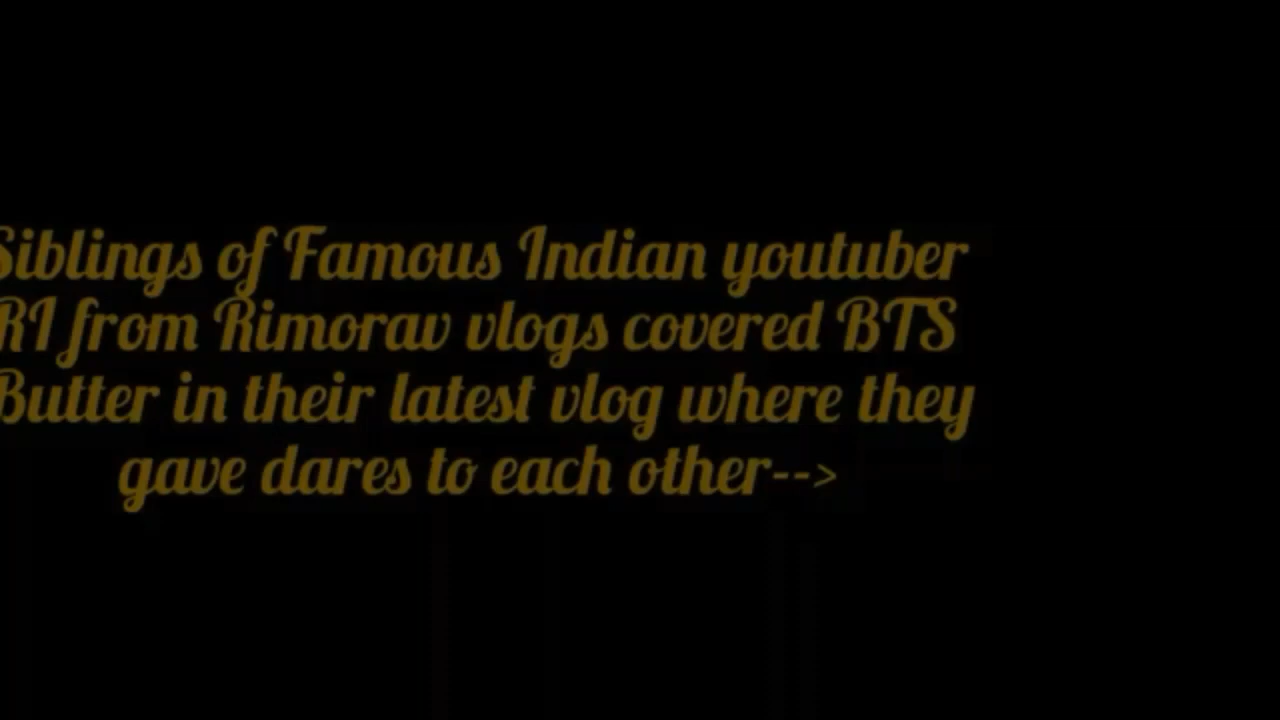 Siblings of Famous Indian youtuber
RI from Rimorav vlogs covered BTS
Butter in their latest vlog where they
gave dares to each other-->